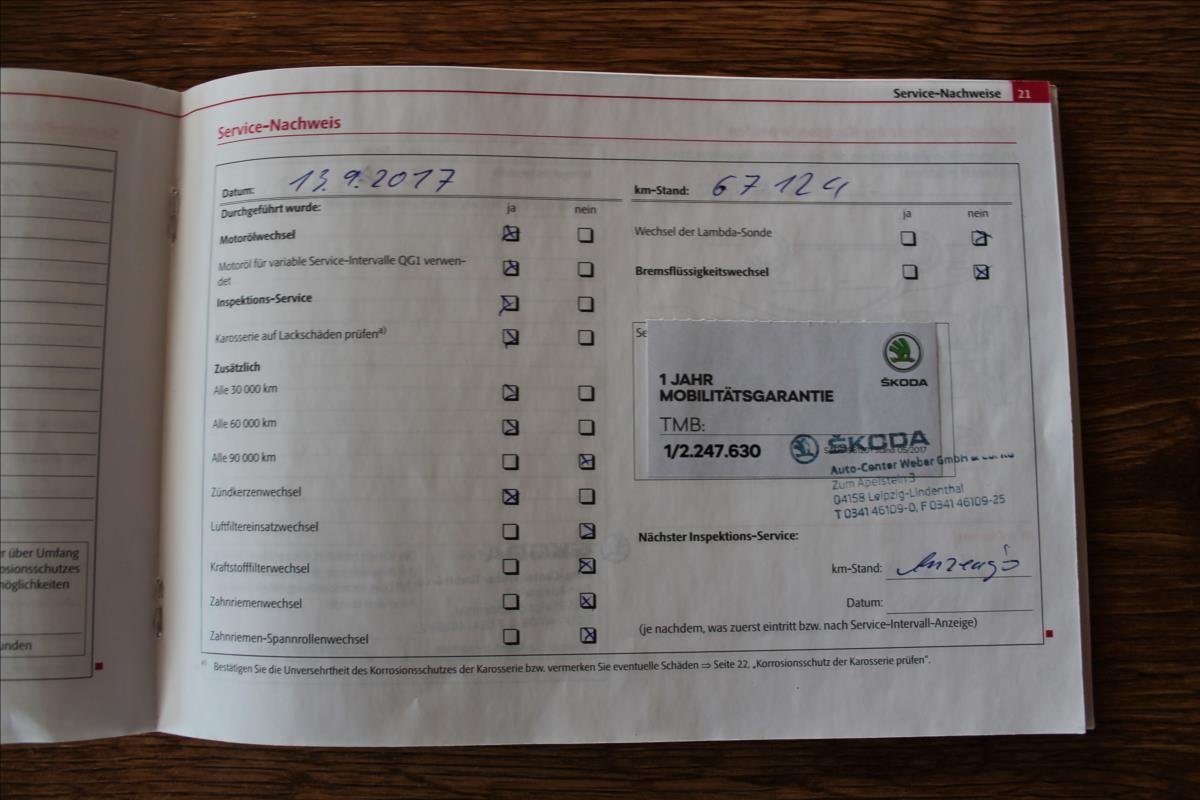 Service-Nachweise 21
Service-Nachweis
Datum: 13.9.2017
Durchgeführt wurde: ja nein
Motorölwechsel
Motoröl für variable Service-Intervalle QG1 verwen-
det
Inspektions-Service
Karosserie auf Lackschäden prüfen a)
Zusätzlich
Alle 30 000 km
Alle 60 000 km
Alle 90 000 km
Zündkerzenwechsel
Luftfiltereinsatzwechsel
Kraftstofffilterwechsel
Zahnriemenwechsel
Zahnriemen-Spannrollenwechsel
km-Stand: 67124
ja nein
Wechsel der Lambda-Sonde
Bremsflüssigkeitswechsel
Se
1 JAHR
MOBILITÄTSGARANTIE
ŠKODA
TMB:
1/2.247.630
ŠKODA
Auto-Center Weber GmbH
Zum Apelstein 3
04158 Leipzig-Lindenthal
T 0341 46109-0, F 0341 46109-25
Nächster Inspektions-Service:
km-Stand: Anzeige
Datum:
(je nachdem, was zuerst eintritt bzw. nach Service-Intervall-Anzeige)
a) Bestätigen Sie die Unversehrtheit des Korrosionsschutzes der Karosserie bzw. vermerken Sie eventuelle Schäden ⇒ Seite 22, „Korrosionsschutz der Karosserie prüfen“.
r über Umfang
osionsschutzes
möglichkeiten
unden